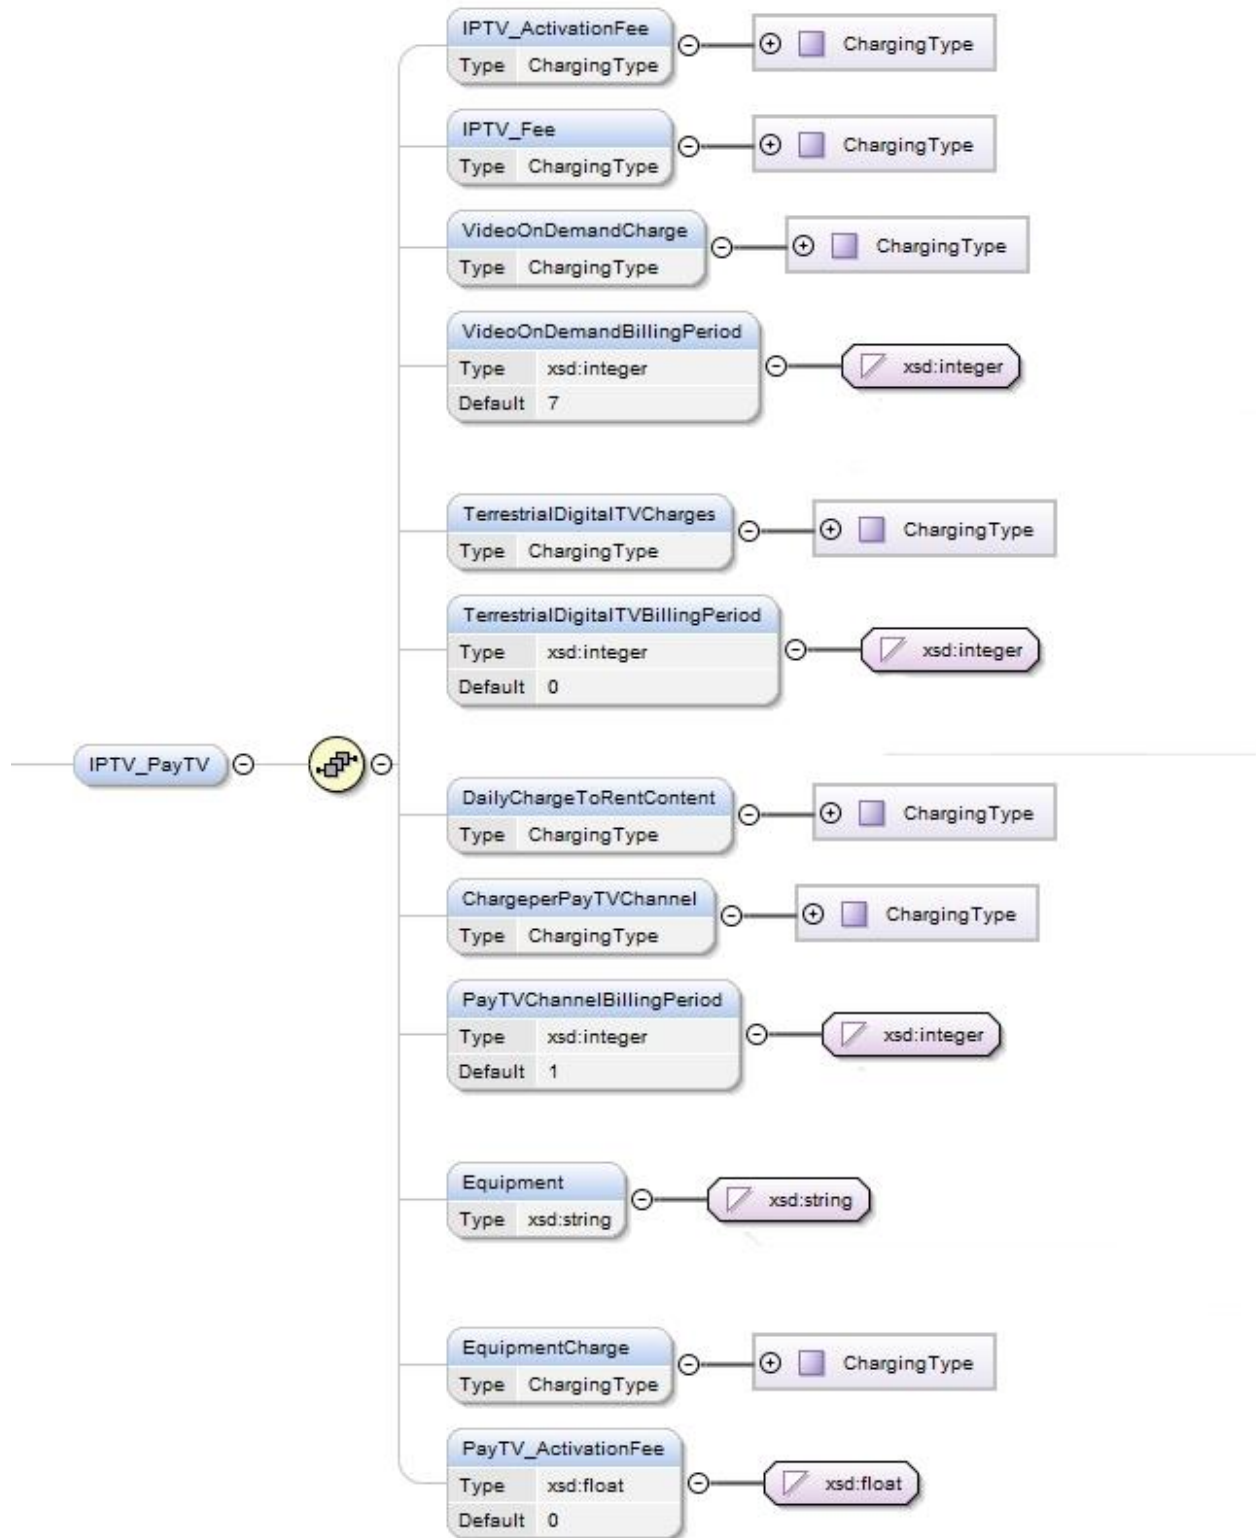 IPTV_ActivationFee
Type ChargingType
ChargingType
IPTV_Fee
Type ChargingType
ChargingType
VideoOnDemandCharge
Type ChargingType
ChargingType
VideoOnDemandBillingPeriod
Type xsd:integer
Default 7
xsd:integer
TerrestrialDigitalTVCharges
Type ChargingType
ChargingType
TerrestrialDigitalTVBillingPeriod
Type xsd:integer
Default 0
xsd:integer
IPTV_PayTV
DailyChargeToRentContent
Type ChargingType
ChargingType
ChargeperPayTVChannel
Type ChargingType
ChargingType
PayTVChannelBillingPeriod
Type xsd:integer
Default 1
xsd:integer
Equipment
Type xsd:string
xsd:string
EquipmentCharge
Type ChargingType
ChargingType
PayTV_ActivationFee
Type xsd:float
Default 0
xsd:float